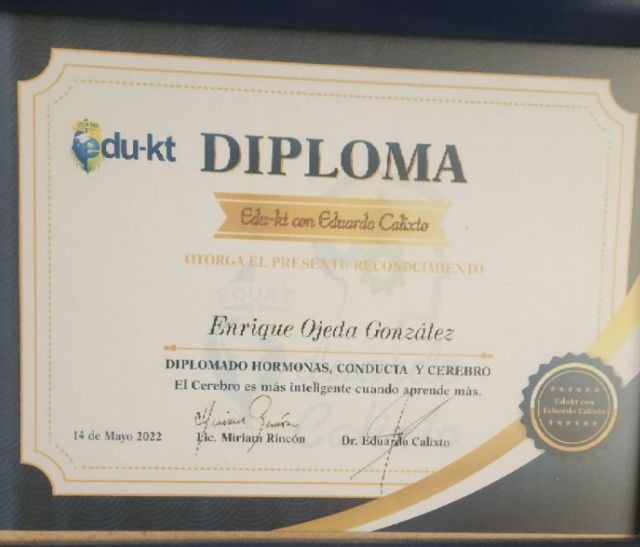 edu-kt
DIPLOMA
Edu-kt con Eduardo Calixto
OTORGA EL PRESENTE RECONOCIMIENTO
EDUKT
Enrique Ojeda González
DIPLOMADO HORMONAS, CONDUCTA Y CEREBRO
El Cerebro es más inteligente cuando aprende más.
14 de Mayo 2022
Lic. Miriam Rincón
Dr. Eduardo Calixto
Edukt con
Eduardo Calixto
Calixto